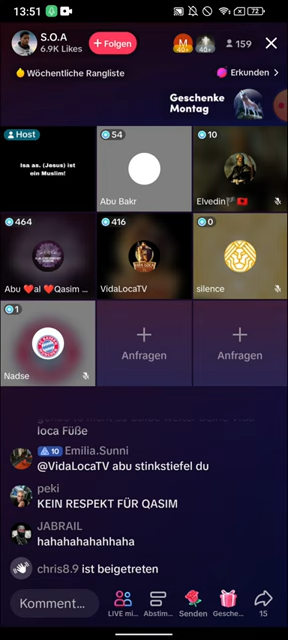 13:51
72
S.O.A
6.9K Likes
+ Folgen
40+
40+
159
Wöchentliche Rangliste
Erkunden >
Geschenke
Montag
Host
54
10
Isa as. (Jesus) ist
ein Muslim!
Abu Bakr
Elvedin
464
416
0
Abu ❤️al ❤️Qasim ...
VidaLocaTV
silence
1
Anfragen
Anfragen
Nadse
loca Füße
10 Emilia.Sunni
@VidaLocaTV abu stinkstiefel du
peki
KEIN RESPEKT FÜR QASIM
JABRAIL
hahahahahahhaha
chris8.9 ist beigetreten
Komment...
LIVE mi...
Abstim...
Senden
Gesche...
15